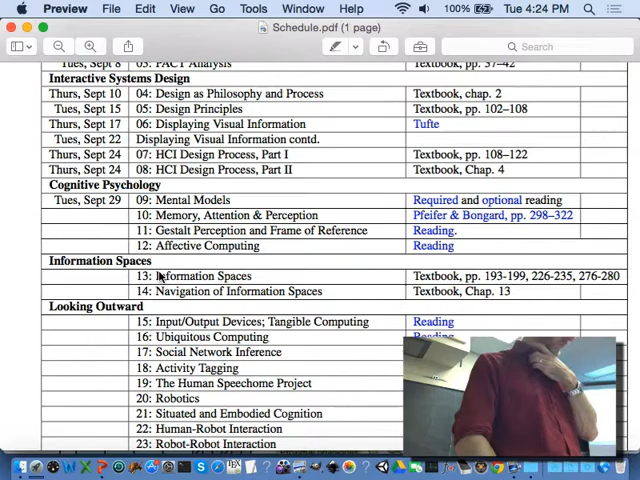 Preview File Edit View Go Tools Window Help 100% Tue 4:24 PM
Schedule.pdf (1 page)
Search
Tues, Sept 8 03: PACT Analysis Textbook, pp. 37–42
Interactive Systems Design
Thurs, Sept 10 04: Design as Philosophy and Process Textbook, chap. 2
Tues, Sept 15 05: Design Principles Textbook, pp. 102–108
Thurs, Sept 17 06: Displaying Visual Information Tufte
Tues, Sept 22 Displaying Visual Information contd.
Thurs, Sept 24 07: HCI Design Process, Part I Textbook, pp. 108–122
Thurs, Sept 24 08: HCI Design Process, Part II Textbook, Chap. 4
Cognitive Psychology
Tues, Sept 29 09: Mental Models Required and optional reading
10: Memory, Attention & Perception Pfeifer & Bongard, pp. 298–322
11: Gestalt Perception and Frame of Reference Reading.
12: Affective Computing Reading
Information Spaces
13: Information Spaces Textbook, pp. 193-199, 226-235, 276-280
14: Navigation of Information Spaces Textbook, Chap. 13
Looking Outward
15: Input/Output Devices; Tangible Computing Reading
16: Ubiquitous Computing Reading
17: Social Network Inference
18: Activity Tagging
19: The Human Speechome Project
20: Robotics
21: Situated and Embodied Cognition
22: Human-Robot Interaction
23: Robot-Robot Interaction